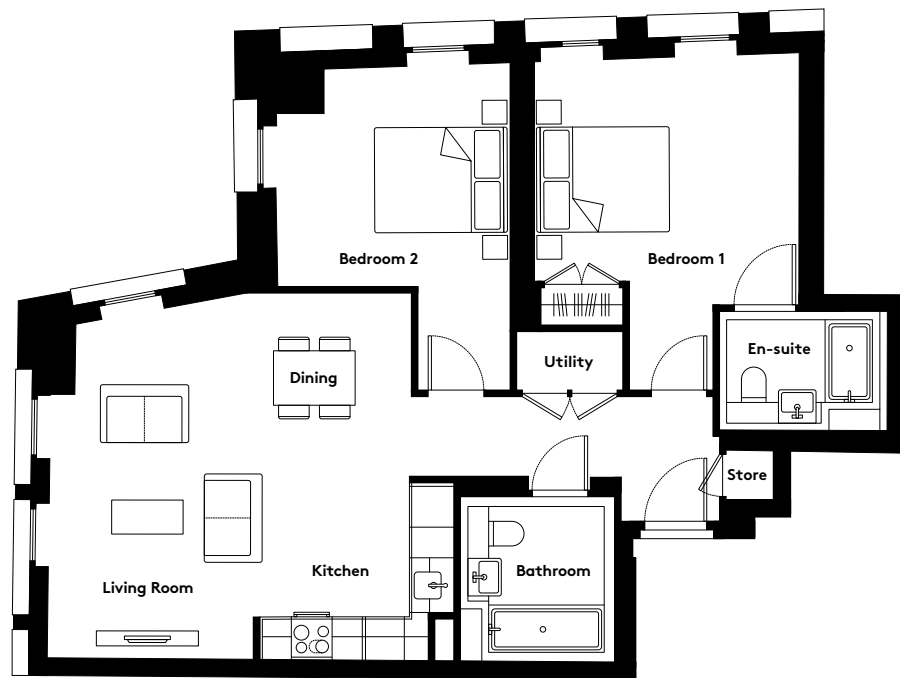 Bedroom 2
Bedroom 1
En-suite
Utility
Dining
Store
Kitchen
Bathroom
Living Room